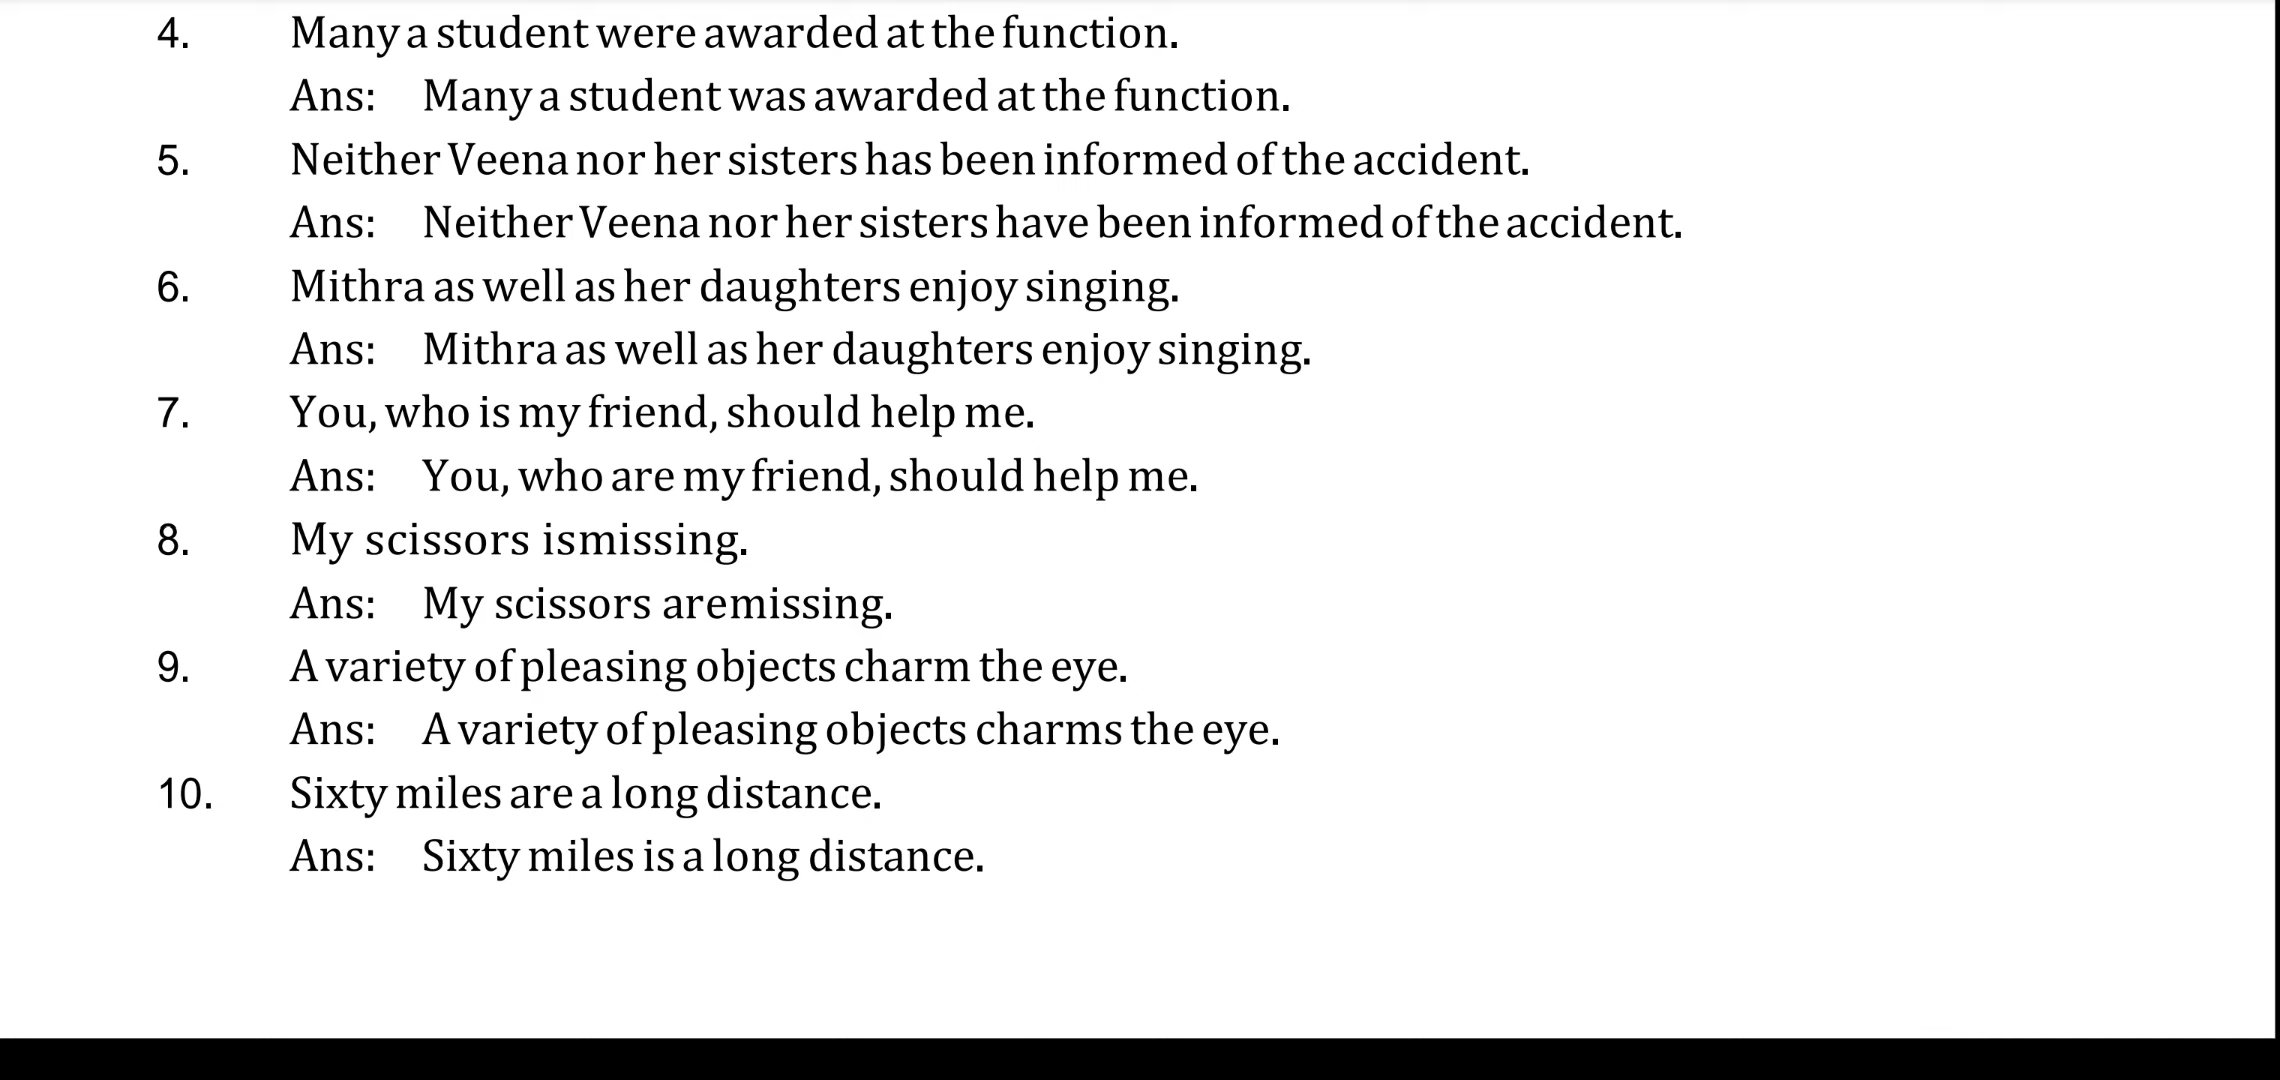 4. Many a student were awarded at the function.
Ans: Many a student was awarded at the function.
5. Neither Veena nor her sisters has been informed of the accident.
Ans: Neither Veena nor her sisters have been informed of the accident.
6. Mithra as well as her daughters enjoy singing.
Ans: Mithra as well as her daughters enjoy singing.
7. You, who is my friend, should help me.
Ans: You, who are my friend, should help me.
8. My scissors ismissing.
Ans: My scissors aremissing.
9. A variety of pleasing objects charm the eye.
Ans: A variety of pleasing objects charms the eye.
10. Sixty miles are a long distance.
Ans: Sixty miles is a long distance.